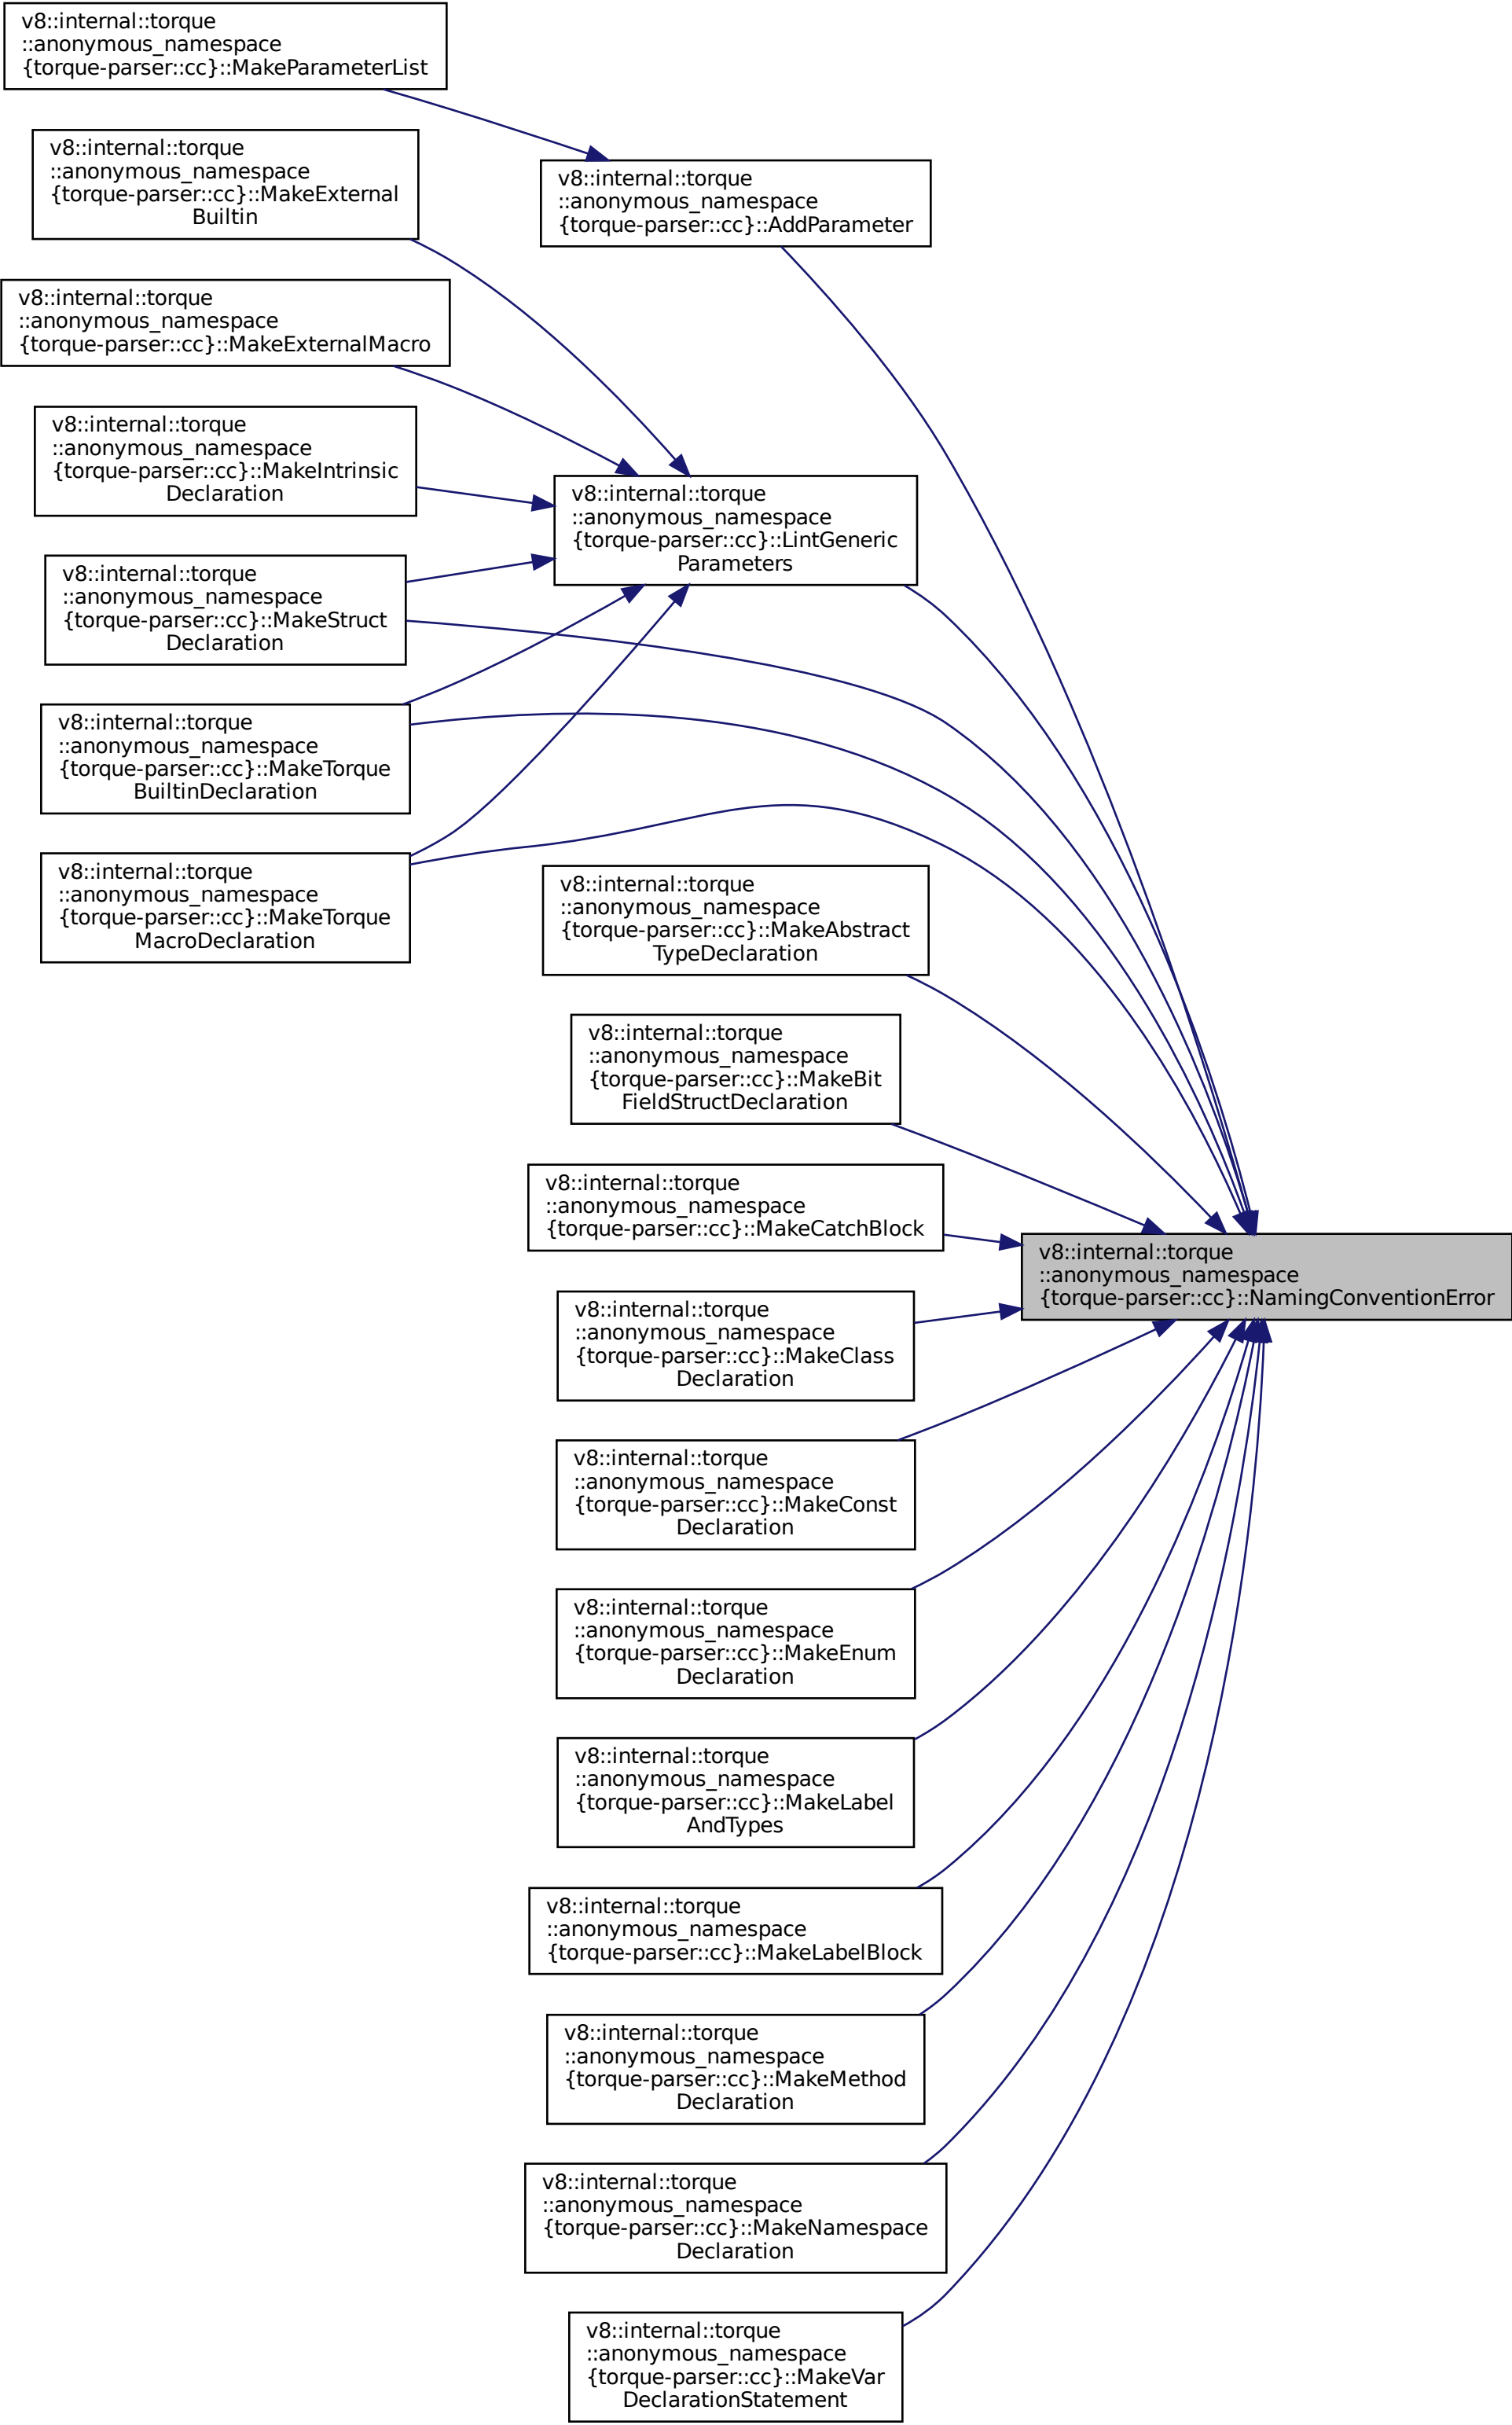 v8::internal::torque
::anonymous_namespace
{torque-parser::cc}::MakeParameterList
v8::internal::torque
::anonymous_namespace
{torque-parser::cc}::MakeExternal
Builtin
v8::internal::torque
::anonymous_namespace
{torque-parser::cc}::AddParameter
v8::internal::torque
::anonymous_namespace
{torque-parser::cc}::MakeExternalMacro
v8::internal::torque
::anonymous_namespace
{torque-parser::cc}::MakeIntrinsic
Declaration
v8::internal::torque
::anonymous_namespace
{torque-parser::cc}::LintGeneric
Parameters
v8::internal::torque
::anonymous_namespace
{torque-parser::cc}::MakeStruct
Declaration
v8::internal::torque
::anonymous_namespace
{torque-parser::cc}::MakeTorque
BuiltinDeclaration
v8::internal::torque
::anonymous_namespace
{torque-parser::cc}::MakeTorque
MacroDeclaration
v8::internal::torque
::anonymous_namespace
{torque-parser::cc}::MakeAbstract
TypeDeclaration
v8::internal::torque
::anonymous_namespace
{torque-parser::cc}::MakeBit
FieldStructDeclaration
v8::internal::torque
::anonymous_namespace
{torque-parser::cc}::MakeCatchBlock
v8::internal::torque
::anonymous_namespace
{torque-parser::cc}::NamingConventionError
v8::internal::torque
::anonymous_namespace
{torque-parser::cc}::MakeClass
Declaration
v8::internal::torque
::anonymous_namespace
{torque-parser::cc}::MakeConst
Declaration
v8::internal::torque
::anonymous_namespace
{torque-parser::cc}::MakeEnum
Declaration
v8::internal::torque
::anonymous_namespace
{torque-parser::cc}::MakeLabel
AndTypes
v8::internal::torque
::anonymous_namespace
{torque-parser::cc}::MakeLabelBlock
v8::internal::torque
::anonymous_namespace
{torque-parser::cc}::MakeMethod
Declaration
v8::internal::torque
::anonymous_namespace
{torque-parser::cc}::MakeNamespace
Declaration
v8::internal::torque
::anonymous_namespace
{torque-parser::cc}::MakeVar
DeclarationStatement